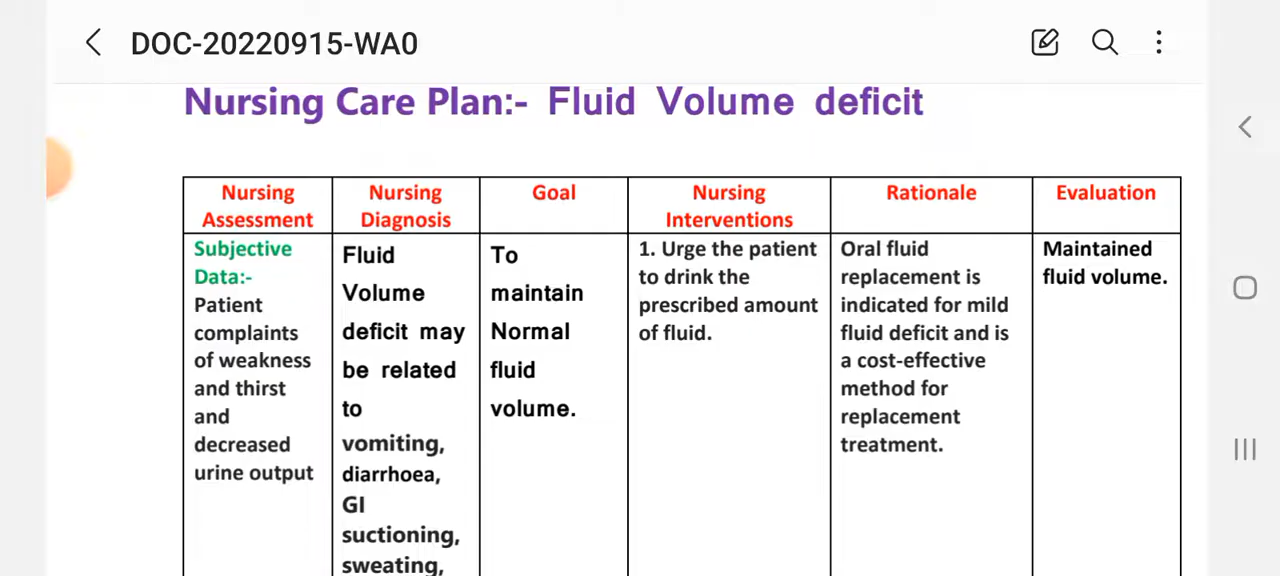 DOC-20220915-WA0
Nursing Care Plan:- Fluid Volume deficit
Nursing
Assessment
Nursing
Diagnosis
Goal
Nursing
Interventions
Rationale
Evaluation
Subjective
Data:-
Patient
complaints
of weakness
and thirst
and
decreased
urine output
Fluid
Volume
deficit may
be related
to
vomiting,
diarrhoea,
GI
suctioning,
sweating,
To
maintain
Normal
fluid
volume.
1. Urge the patient
to drink the
prescribed amount
of fluid.
Oral fluid
replacement is
indicated for mild
fluid deficit and is
a cost-effective
method for
replacement
treatment.
Maintained
fluid volume.